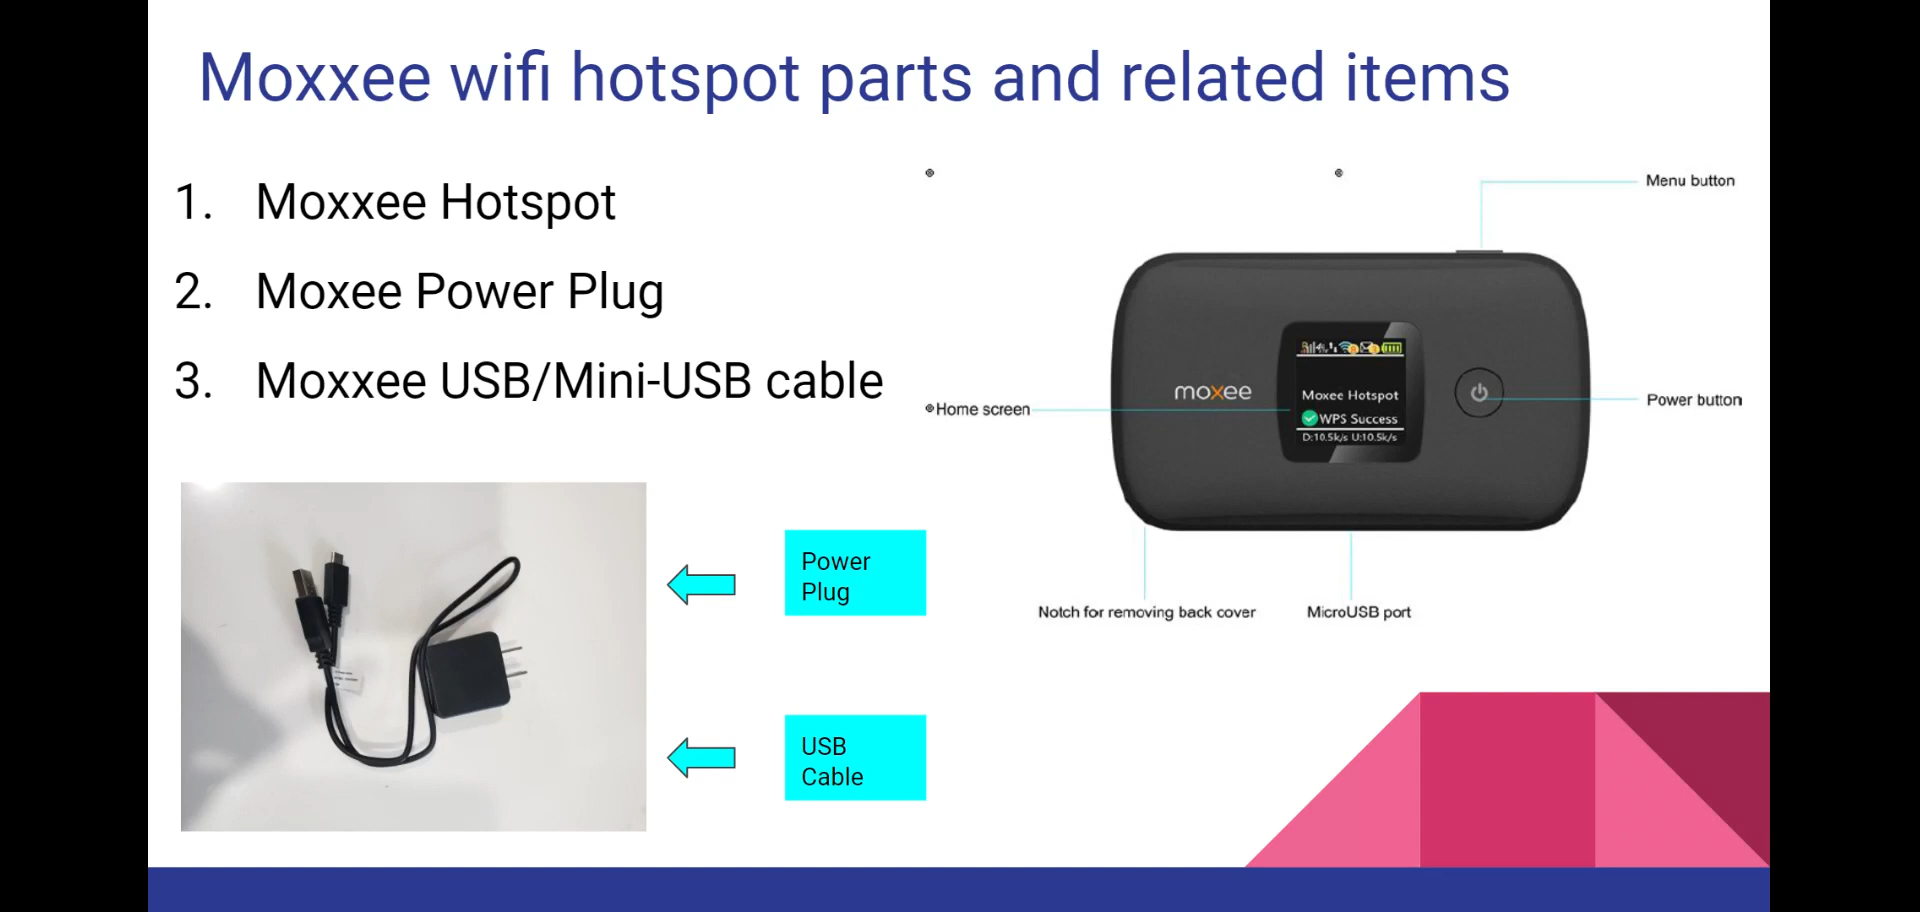 Moxxee wifi hotspot parts and related items
1. Moxxee Hotspot
2. Moxee Power Plug
3. Moxxee USB/Mini-USB cable
Menu button
moxee
Moxee Hotspot
WPS Success
D:10.5k/s U:10.5k/s
Home screen
Power button
Notch for removing back cover
MicroUSB port
Power
Plug
USB
Cable